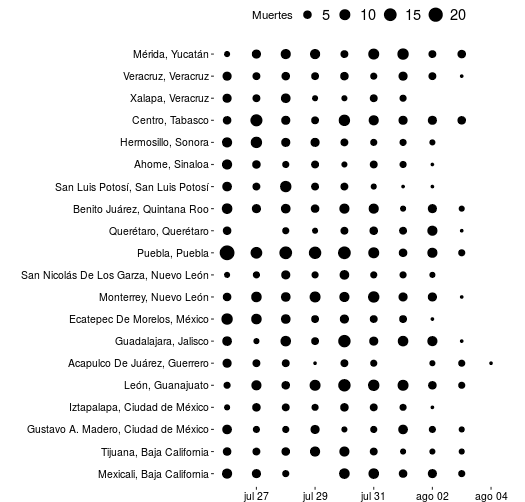 Muertes 5 10 15 20
Mérida, Yucatán
Veracruz, Veracruz
Xalapa, Veracruz
Centro, Tabasco
Hermosillo, Sonora
Ahome, Sinaloa
San Luis Potosí, San Luis Potosí
Benito Juárez, Quintana Roo
Querétaro, Querétaro
Puebla, Puebla
San Nicolás De Los Garza, Nuevo León
Monterrey, Nuevo León
Ecatepec De Morelos, México
Guadalajara, Jalisco
Acapulco De Juárez, Guerrero
León, Guanajuato
Iztapalapa, Ciudad de México
Gustavo A. Madero, Ciudad de México
Tijuana, Baja California
Mexicali, Baja California
jul 27 jul 29 jul 31 ago 02 ago 04